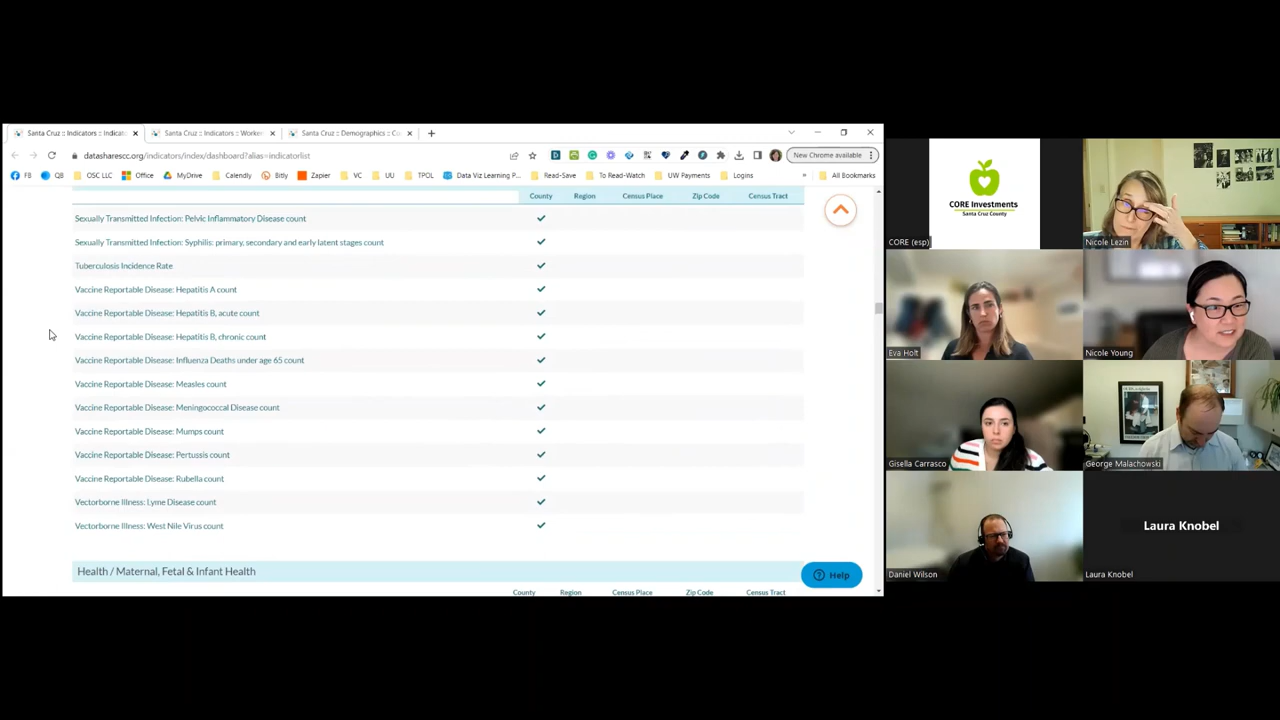 Santa Cruz :: Indicators :: Indicat
Santa Cruz :: Indicators :: Worker
Santa Cruz :: Demographics :: Co
datasharescc.org/indicators/index/dashboard?alias=indicatorlist
New Chrome available
FB
QB
OSC LLC
Office
MyDrive
Calendly
Bitly
Zapier
VC
UU
TPOL
Data Viz Learning P...
Read-Save
To Read-Watch
UW Payments
Logins
»
All Bookmarks
County Region Census Place Zip Code Census Tract
Sexually Transmitted Infection: Pelvic Inflammatory Disease count
Sexually Transmitted Infection: Syphilis: primary, secondary and early latent stages count
Tuberculosis Incidence Rate
Vaccine Reportable Disease: Hepatitis A count
Vaccine Reportable Disease: Hepatitis B, acute count
Vaccine Reportable Disease: Hepatitis B, chronic count
Vaccine Reportable Disease: Influenza Deaths under age 65 count
Vaccine Reportable Disease: Measles count
Vaccine Reportable Disease: Meningococcal Disease count
Vaccine Reportable Disease: Mumps count
Vaccine Reportable Disease: Pertussis count
Vaccine Reportable Disease: Rubella count
Vectorborne Illness: Lyme Disease count
Vectorborne Illness: West Nile Virus count
Health / Maternal, Fetal & Infant Health
County Region Census Place Zip Code Census Tract
Help
CORE Investments
Santa Cruz County
CORE (esp)
Nicole Lezin
Eva Holt
Nicole Young
Gisella Carrasco
George Malachowski
Daniel Wilson
Laura Knobel
Laura Knobel